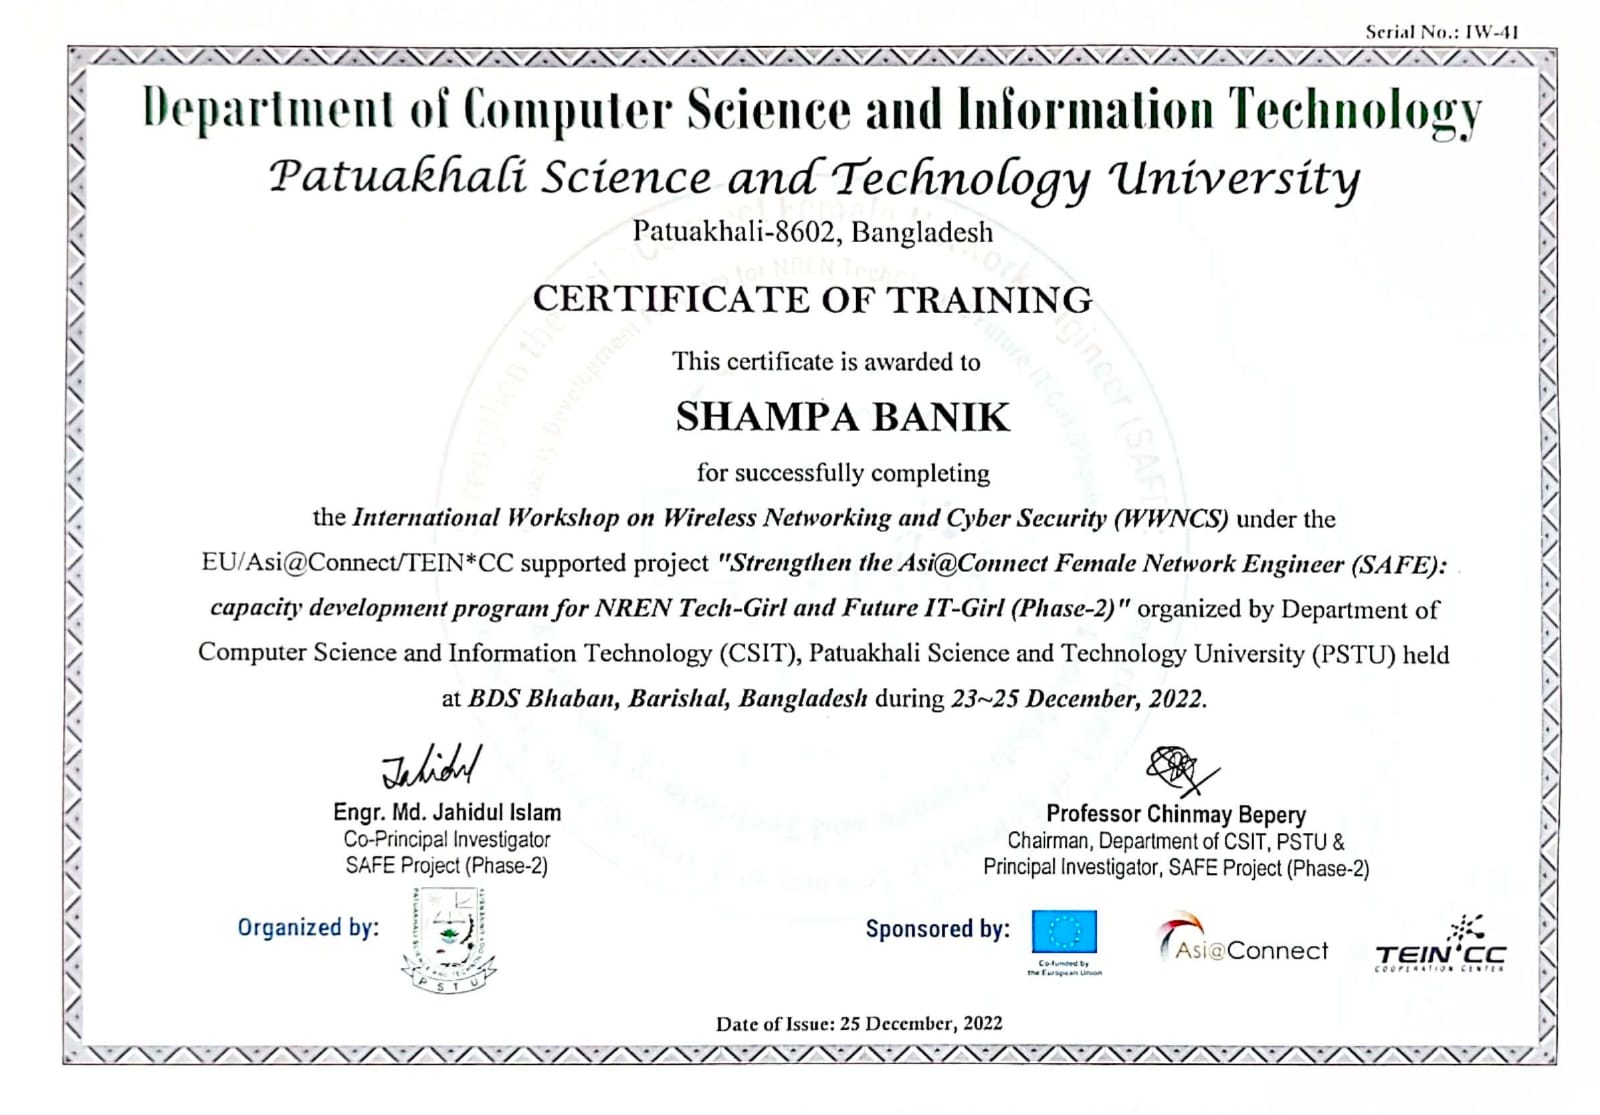 Serial No.: IW-41
Department of Computer Science and Information Technology
Patuakhali Science and Technology University
Patuakhali-8602, Bangladesh
CERTIFICATE OF TRAINING
This certificate is awarded to
SHAMPA BANIK
for successfully completing
the International Workshop on Wireless Networking and Cyber Security (WWNCS) under the
EU/Asi@Connect/TEIN*CC supported project "Strengthen the Asi@Connect Female Network Engineer (SAFE):
capacity development program for NREN Tech-Girl and Future IT-Girl (Phase-2)" organized by Department of
Computer Science and Information Technology (CSIT), Patuakhali Science and Technology University (PSTU) held
at BDS Bhaban, Barishal, Bangladesh during 23~25 December, 2022.
Jahidul
Engr. Md. Jahidul Islam
Co-Principal Investigator
SAFE Project (Phase-2)
Professor Chinmay Bepery
Chairman, Department of CSIT, PSTU &
Principal Investigator, SAFE Project (Phase-2)
Organized by:
PSTU
Sponsored by:
Co-funded by
the European Union
Asi@Connect
TEIN*CC
COOPERATION CENTER
Date of Issue: 25 December, 2022